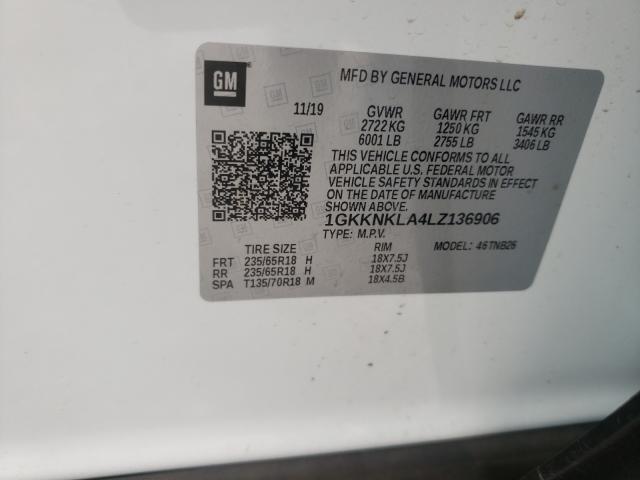 GM
MFD BY GENERAL MOTORS LLC
11/19 GVWR GAWR FRT GAWR RR
2722 KG 1250 KG 1545 KG
6001 LB 2755 LB 3406 LB
THIS VEHICLE CONFORMS TO ALL
APPLICABLE U.S. FEDERAL MOTOR
VEHICLE SAFETY STANDARDS IN EFFECT
ON THE DATE OF MANUFACTURE
SHOWN ABOVE.
1GKKNKLA4LZ136906
TYPE: M.P.V. MODEL: 46TNB26
TIRE SIZE RIM
FRT 235/65R18 H 18X7.5J
RR 235/65R18 H 18X7.5J
SPA T135/70R18 M 18X4.5B